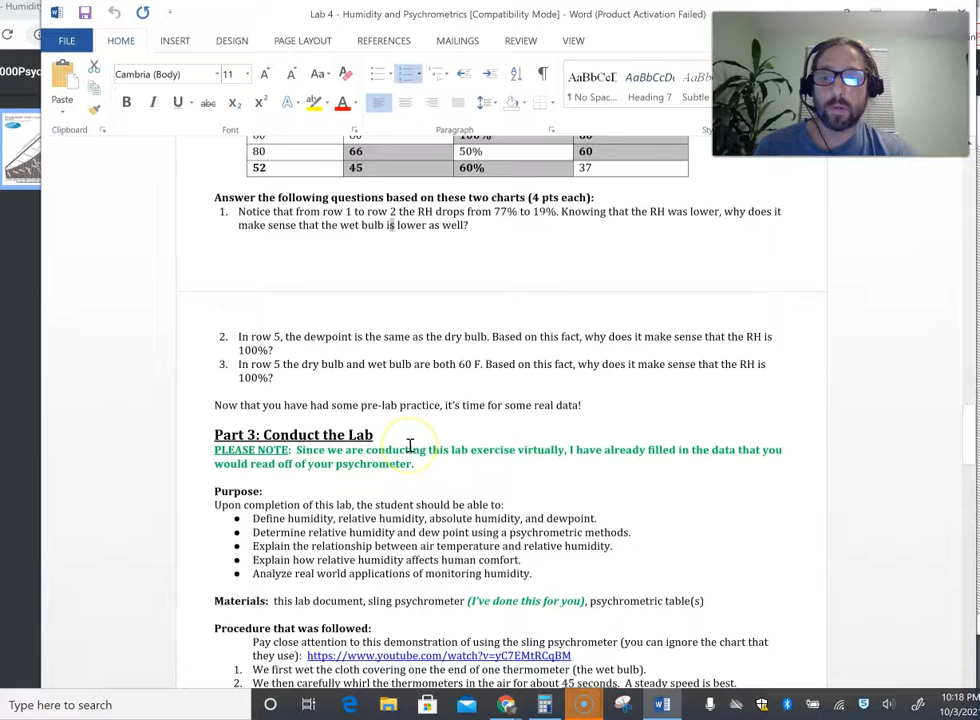 Lab 4 - Humidity and Psychrometrics [Compatibility Mode] - Word (Product Activation Failed)
FILE HOME INSERT DESIGN PAGE LAYOUT REFERENCES MAILINGS REVIEW VIEW
000Psyc
Paste
Cambria (Body) 11
Aa
B I U abc X₂ X² A A
AaBbCcI AaBbCcDc AaBbC
¶ No Spac... Heading 7 Subtle
Clipboard Font Paragraph
80 66 50% 60
52 45 60% 37
Answer the following questions based on these two charts (4 pts each):
1. Notice that from row 1 to row 2 the RH drops from 77% to 19%. Knowing that the RH was lower, why does it
make sense that the wet bulb is lower as well?
2. In row 5, the dewpoint is the same as the dry bulb. Based on this fact, why does it make sense that the RH is
100%?
3. In row 5 the dry bulb and wet bulb are both 60 F. Based on this fact, why does it make sense that the RH is
100%?
Now that you have had some pre-lab practice, it's time for some real data!
Part 3: Conduct the Lab
PLEASE NOTE: Since we are conducting this lab exercise virtually, I have already filled in the data that you
would read off of your psychrometer.
Purpose:
Upon completion of this lab, the student should be able to:
● Define humidity, relative humidity, absolute humidity, and dewpoint.
● Determine relative humidity and dew point using a psychrometric methods.
● Explain the relationship between air temperature and relative humidity.
● Explain how relative humidity affects human comfort.
● Analyze real world applications of monitoring humidity.
Materials: this lab document, sling psychrometer (I've done this for you), psychrometric table(s)
Procedure that was followed:
Pay close attention to this demonstration of using the sling psychrometer (you can ignore the chart that
they use): https://www.youtube.com/watch?v=yC7EMtRCqBM
1. We first wet the cloth covering one the end of one thermometer (the wet bulb).
2. We then carefully whirl the thermometers in the air for about 45 seconds. A steady speed is best.
Type here to search
10:18 PM
10/3/202